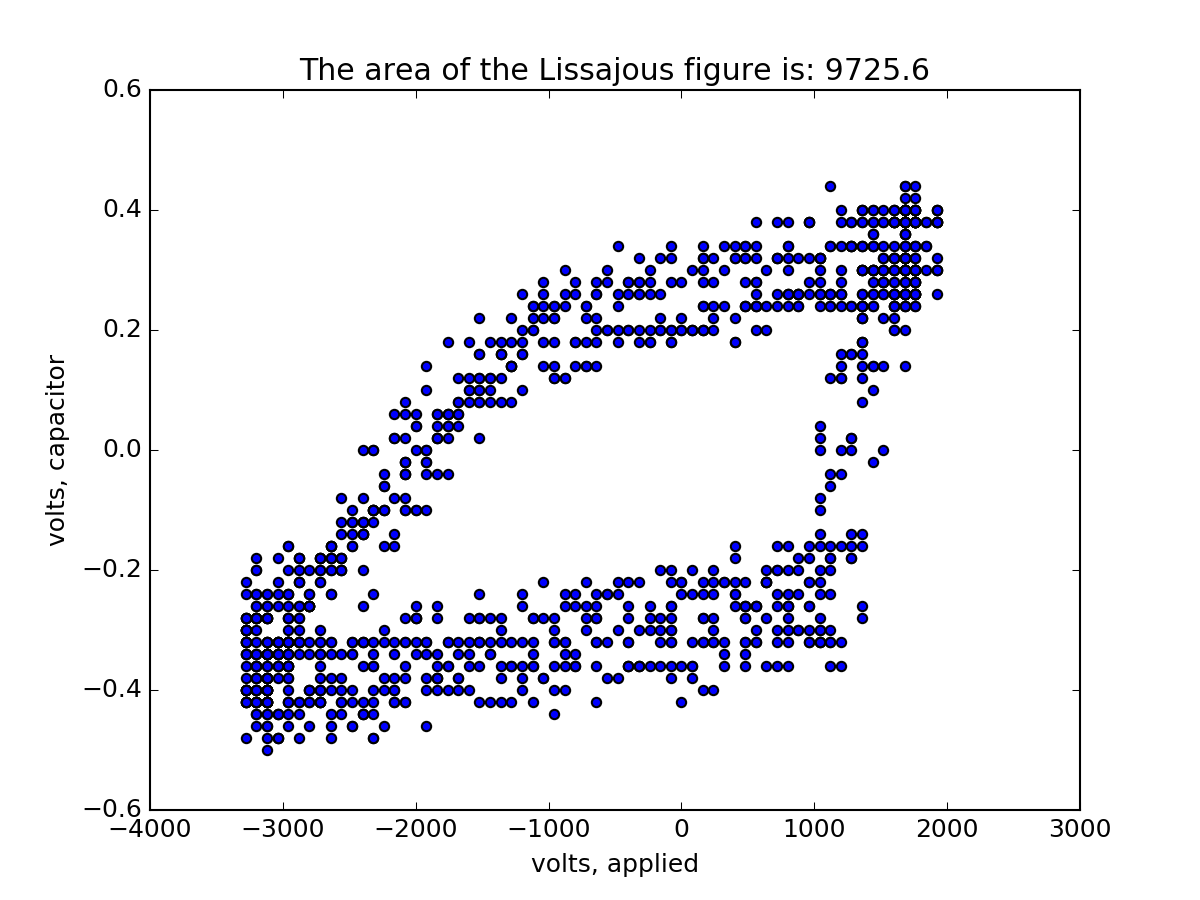 The area of the Lissajous figure is: 9725.6
0.6
0.4
0.2
0.0
−0.2
−0.4
−0.6
volts, capacitor
−4000 −3000 −2000 −1000 0 1000 2000 3000
volts, applied